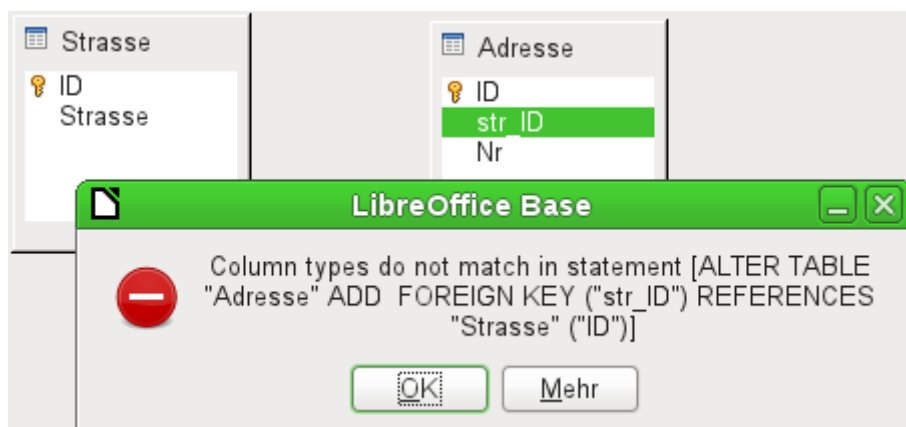 Strasse
ID
Strasse
Adresse
ID
str_ID
Nr
LibreOffice Base
Column types do not match in statement [ALTER TABLE
"Adresse" ADD  FOREIGN KEY ("str_ID") REFERENCES
"Strasse" ("ID")]
OK
Mehr